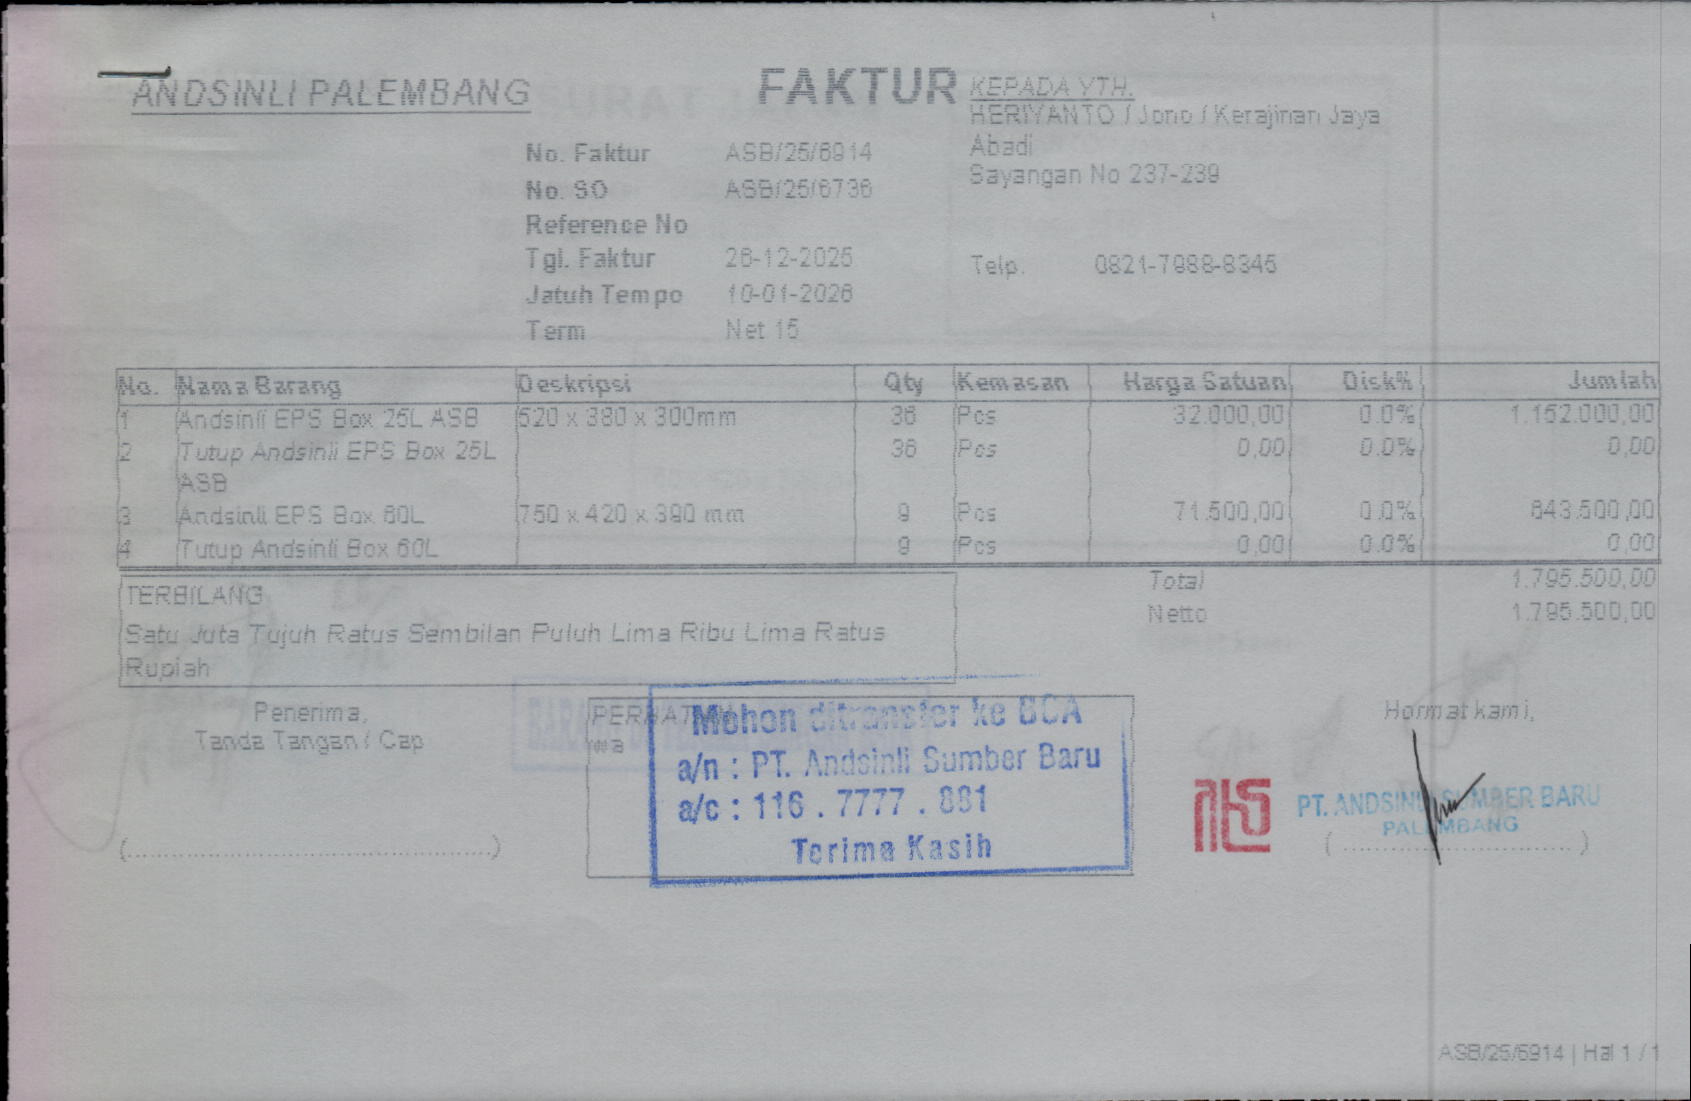 ANDSINLI PALEMBANG
FAKTUR
KEPADA YTH.
HERIYANTO / Jono / Kerajinan Jaya
Abadi
Sayangan No 237-239
Telp. 0821-7988-8345
No. Faktur ASB/25/6914
No. SO ASB/25/6736
Reference No
Tgl. Faktur 26-12-2025
Jatuh Tempo 10-01-2026
Term Net 15
No. Nama Barang Deskripsi Qty Kemasan Harga Satuan Disk% Jumlah
1 Andsinli EPS Box 25L ASB 520 x 380 x 300mm 36 Pcs 32.000,00 0.0% 1.152.000,00
2 Tutup Andsinli EPS Box 25L 36 Pcs 0,00 0.0% 0,00
ASB
3 Andsinli EPS Box 60L 750 x 420 x 390 mm 9 Pcs 71.500,00 0.0% 643.500,00
4 Tutup Andsinli Box 60L 9 Pcs 0,00 0.0% 0,00
Total 1.795.500,00
Netto 1.795.500,00
TERBILANG
Satu Juta Tujuh Ratus Sembilan Puluh Lima Ribu Lima Ratus
Rupiah
Penerima,
Tanda Tangan / Cap
(..............................................)
Mohon ditransfer ke BCA
a/n : PT. Andsinli Sumber Baru
a/c : 116 . 7777 . 881
Terima Kasih
Hormat kami,
PT. ANDSINLI SUMBER BARU
PALEMBANG
( .............................. )
ASB/25/6914 | Hal 1 / 1